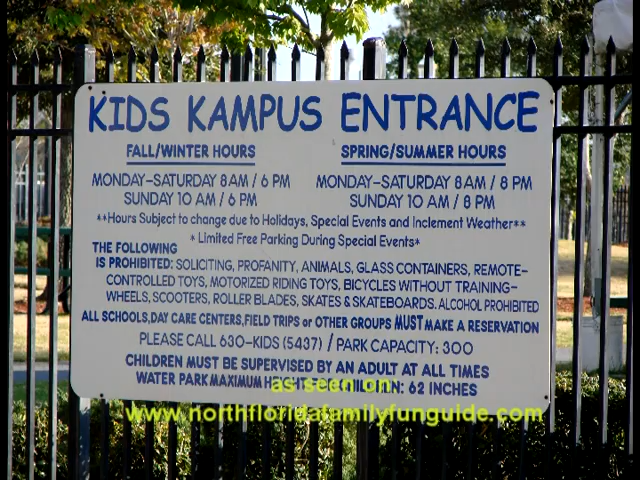 KIDS KAMPUS ENTRANCE
FALL/WINTER HOURS
MONDAY-SATURDAY 8AM / 6 PM
SUNDAY 10 AM / 6 PM
SPRING/SUMMER HOURS
MONDAY-SATURDAY 8AM / 8 PM
SUNDAY 10 AM / 8 PM
**Hours Subject to change due to Holidays, Special Events and Inclement Weather**
* Limited Free Parking During Special Events*
THE FOLLOWING
IS PROHIBITED: SOLICITING, PROFANITY, ANIMALS, GLASS CONTAINERS, REMOTE-
CONTROLLED TOYS, MOTORIZED RIDING TOYS, BICYCLES WITHOUT TRAINING-
WHEELS, SCOOTERS, ROLLER BLADES, SKATES & SKATEBOARDS. ALCOHOL PROHIBITED
ALL SCHOOLS,DAY CARE CENTERS,FIELD TRIPS or OTHER GROUPS MUST MAKE A RESERVATION
PLEASE CALL 630-KIDS (5437) / PARK CAPACITY: 300
CHILDREN MUST BE SUPERVISED BY AN ADULT AT ALL TIMES
WATER PARK MAXIMUM CHILDREN: 62 INCHES
as seen on
www.northfloridafamilyfunguide.com